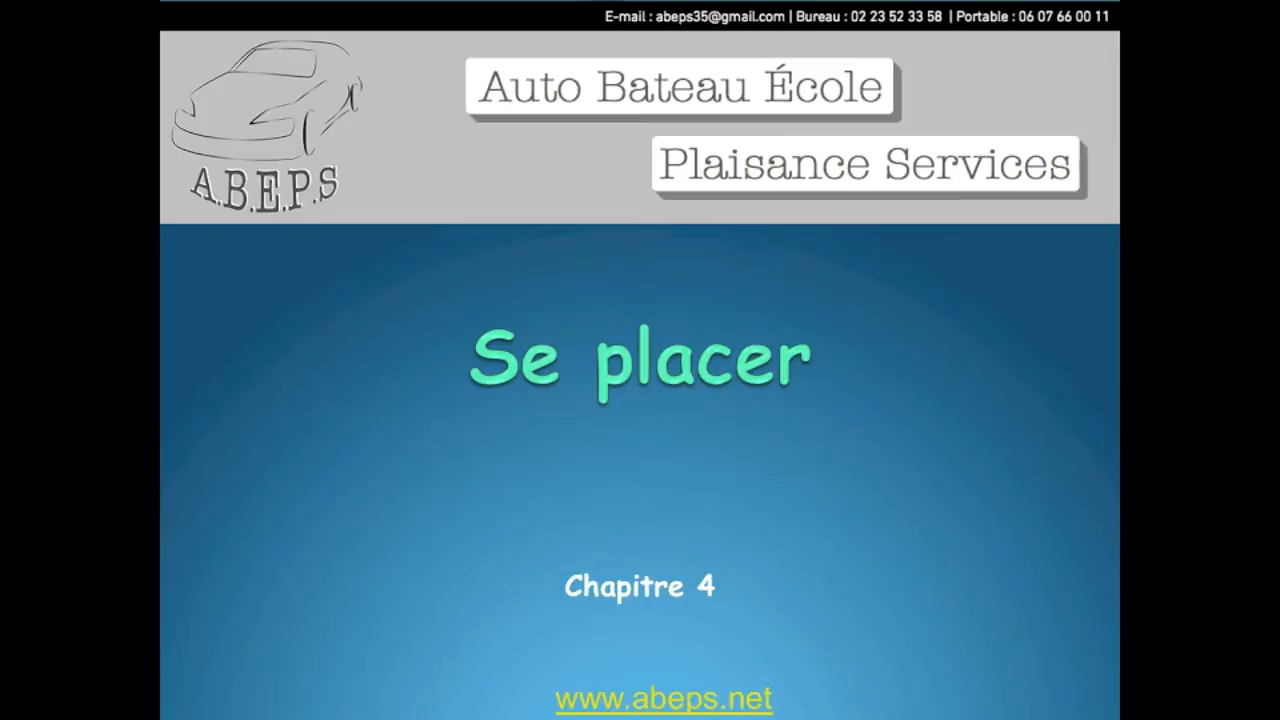 E-mail : abeps35@gmail.com | Bureau : 02 23 52 33 58 | Portable : 06 07 66 00 11
Auto Bateau École
Plaisance Services
A.B.E.P.S
Se placer
Chapitre 4
www.abeps.net